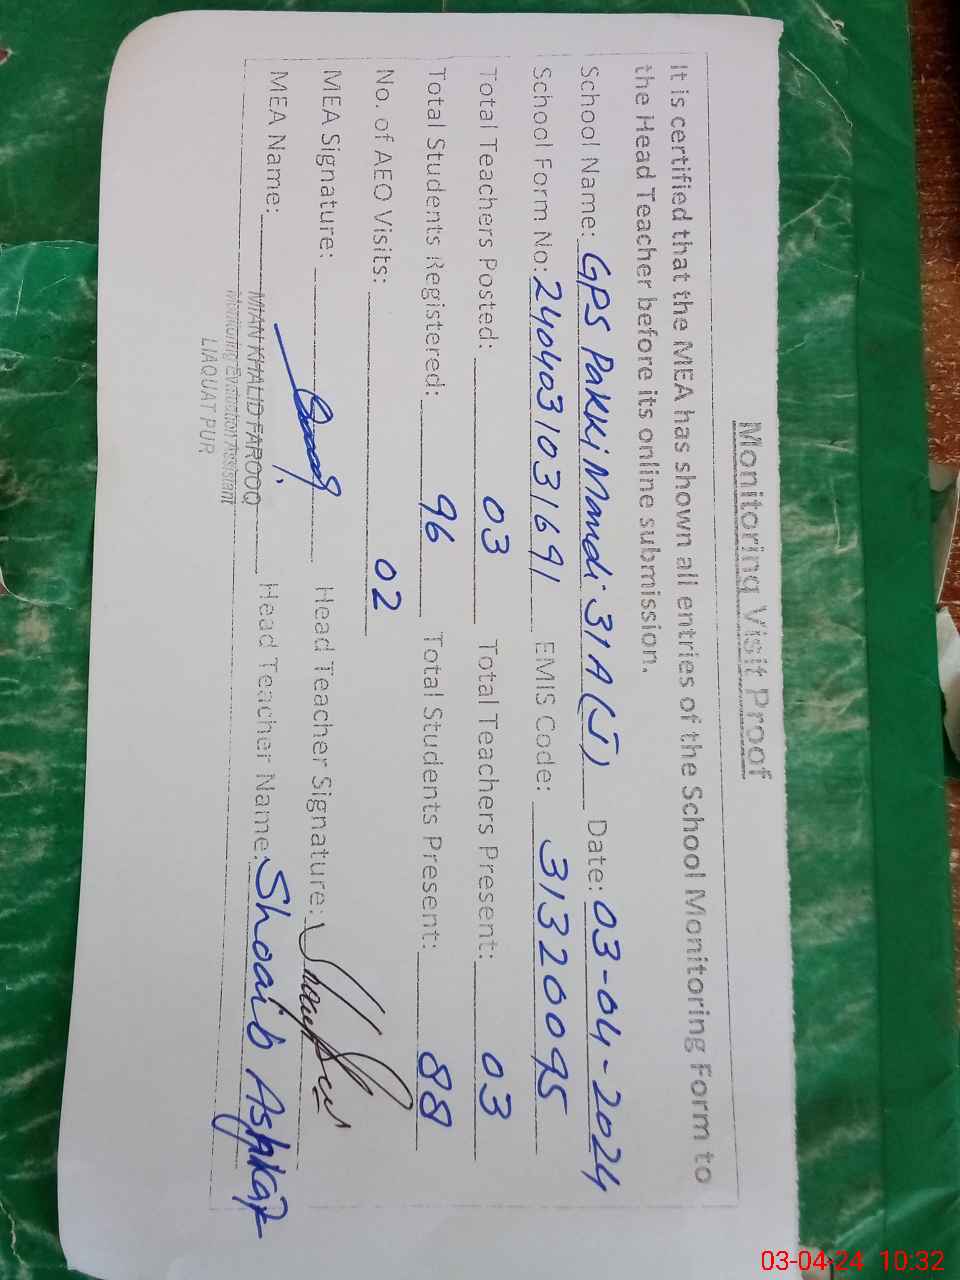 Monitoring Visit Proof
It is certified that the MEA has shown all entries of the School Monitoring Form to
the Head Teacher before its online submission.
School Name: GPS Pakki Mandi 31A (J) Date: 03-04-2024
School Form No: 2404031031691 EMIS Code: 31320095
Total Teachers Posted: 03 Total Teachers Present: 03
Total Students Registered: 96 Total Students Present: 88
No. of AEO Visits: 02
MEA Signature: Head Teacher Signature:
MEA Name: MIAN KHALID FAROOQ Head Teacher Name: Shoaib
Monitoring Evaluation Assistant
LIAQUAT PUR
03-04-24 10:32